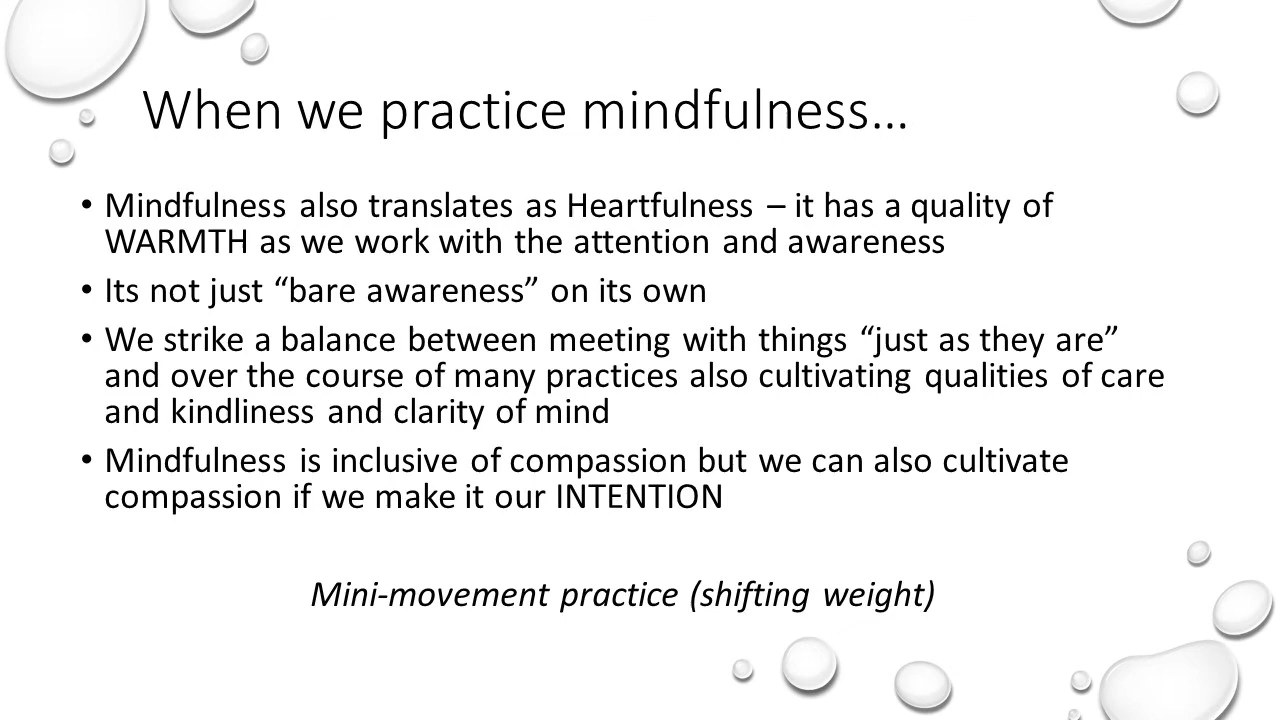 When we practice mindfulness…
• Mindfulness also translates as Heartfulness – it has a quality of
WARMTH as we work with the attention and awareness
• Its not just “bare awareness” on its own
• We strike a balance between meeting with things “just as they are”
and over the course of many practices also cultivating qualities of care
and kindliness and clarity of mind
• Mindfulness is inclusive of compassion but we can also cultivate
compassion if we make it our INTENTION
Mini-movement practice (shifting weight)